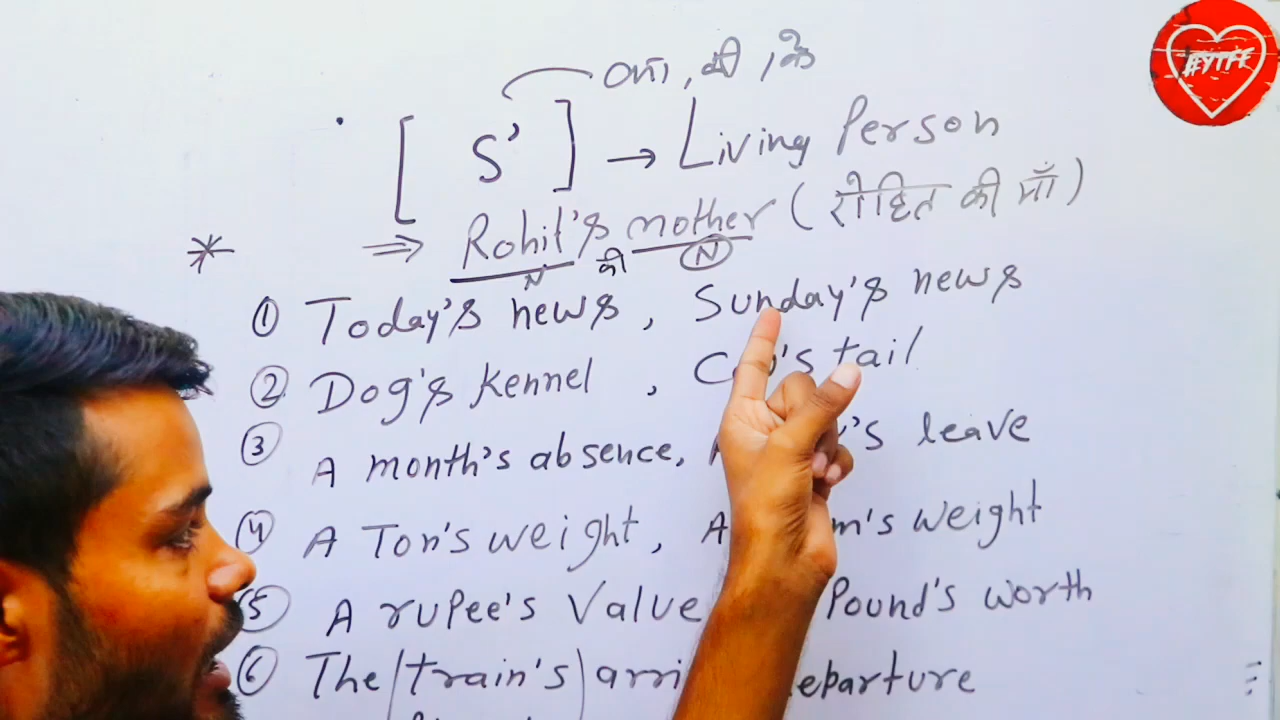 का, की, के
[ S' ] → Living Person
* ⇒ Rohit's mother (रोहित की माँ)
N की N
① Today's news, Sunday's news
② Dog's kennel, tail
③ A month's absence, leave
④ A Ton's weight, A weight
⑤ A rupee's Value Pound's worth
⑥ The (train's) arri eparture
#YTFE